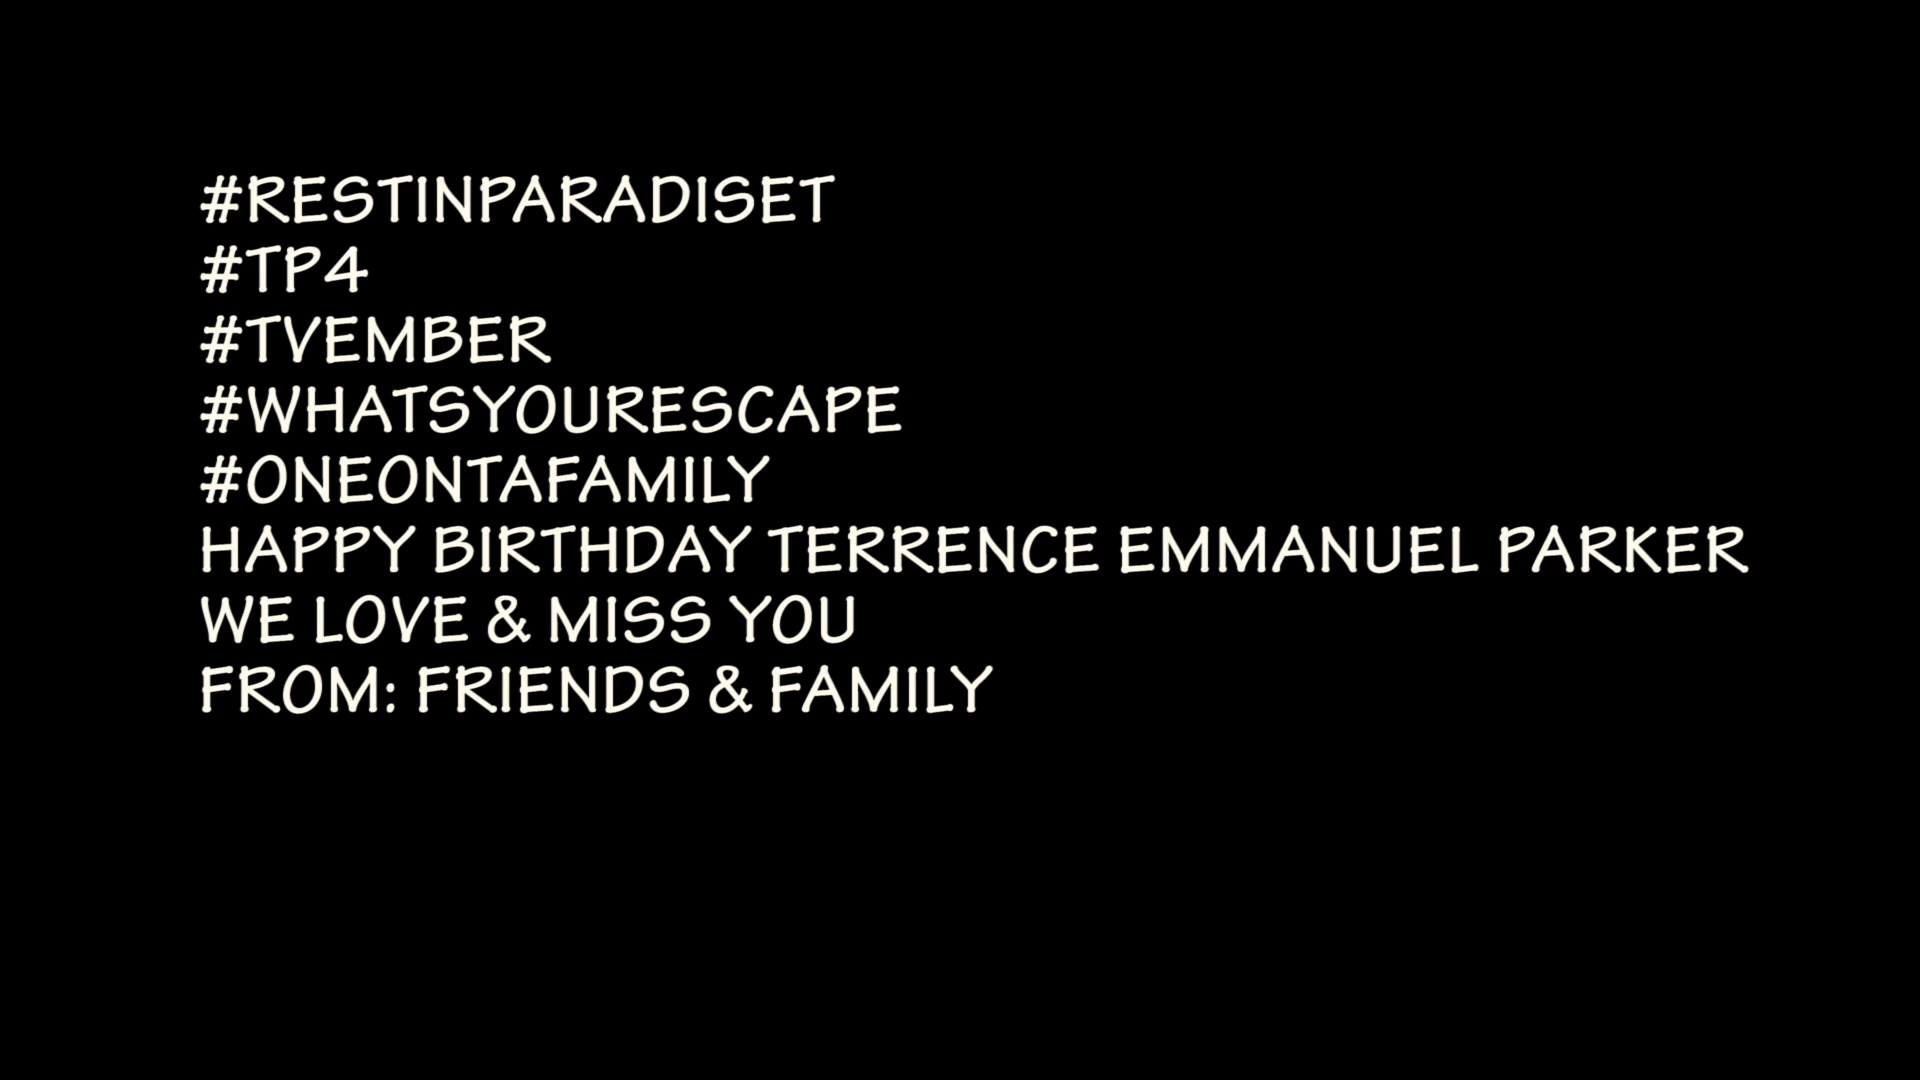 #RESTINPARADISET
#TP4
#TVEMBER
#WHATSYOURESCAPE
#ONEONTAFAMILY
HAPPY BIRTHDAY TERRENCE EMMANUEL PARKER
WE LOVE & MISS YOU
FROM: FRIENDS & FAMILY